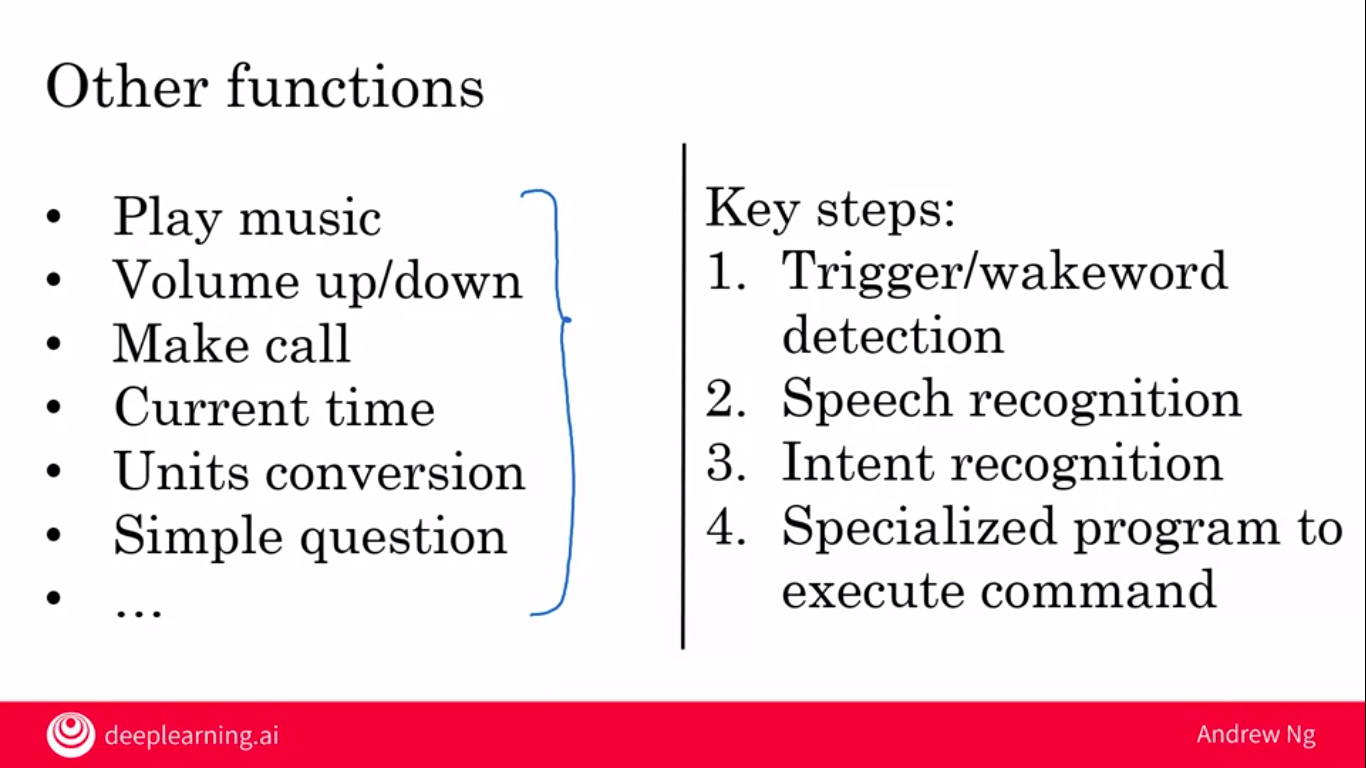 Other functions
• Play music
• Volume up/down
• Make call
• Current time
• Units conversion
• Simple question
• ...
Key steps:
1. Trigger/wakeword
detection
2. Speech recognition
3. Intent recognition
4. Specialized program to
execute command
deeplearning.ai
Andrew Ng